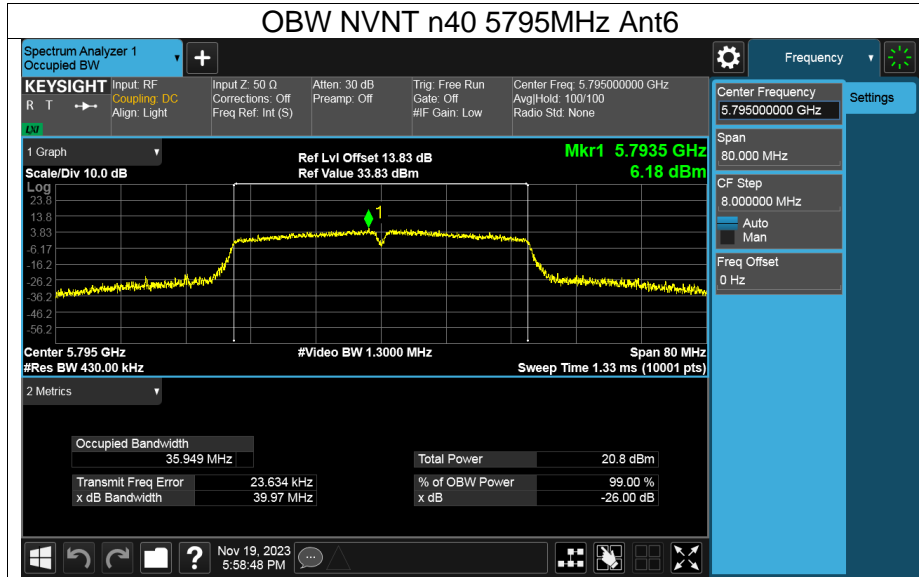 OBW NVNT n40 5795MHz Ant6
Spectrum Analyzer 1
Occupied BW
+
Frequency
KEYSIGHT
R T
LXI
Input: RF
Coupling: DC
Align: Light
Input Z: 50 Ω
Corrections: Off
Freq Ref: Int (S)
Atten: 30 dB
Preamp: Off
Trig: Free Run
Gate: Off
#IF Gain: Low
Center Freq: 5.795000000 GHz
Avg|Hold: 100/100
Radio Std: None
Center Frequency
5.795000000 GHz
Settings
Span
80.000 MHz
CF Step
8.000000 MHz
Auto
Man
Freq Offset
0 Hz
1 Graph
Scale/Div 10.0 dB
Ref Lvl Offset 13.83 dB
Ref Value 33.83 dBm
Mkr1 5.7935 GHz
6.18 dBm
Log
23.8
13.8
3.83
-6.17
-16.2
-26.2
-36.2
-46.2
-56.2
1
Center 5.795 GHz
#Video BW 1.3000 MHz
Span 80 MHz
#Res BW 430.00 kHz
Sweep Time 1.33 ms (10001 pts)
2 Metrics
Occupied Bandwidth
35.949 MHz
Total Power 20.8 dBm
Transmit Freq Error 23.634 kHz
% of OBW Power 99.00 %
x dB Bandwidth 39.97 MHz
x dB -26.00 dB
?
Nov 19, 2023
5:58:48 PM